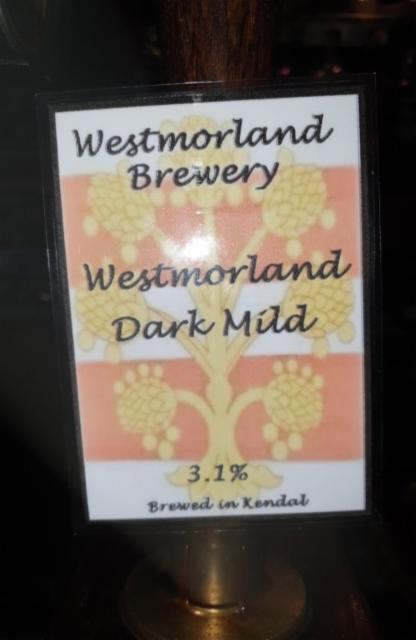 Westmorland
Brewery
Westmorland
Dark Mild
3.1%
Brewed in Kendal